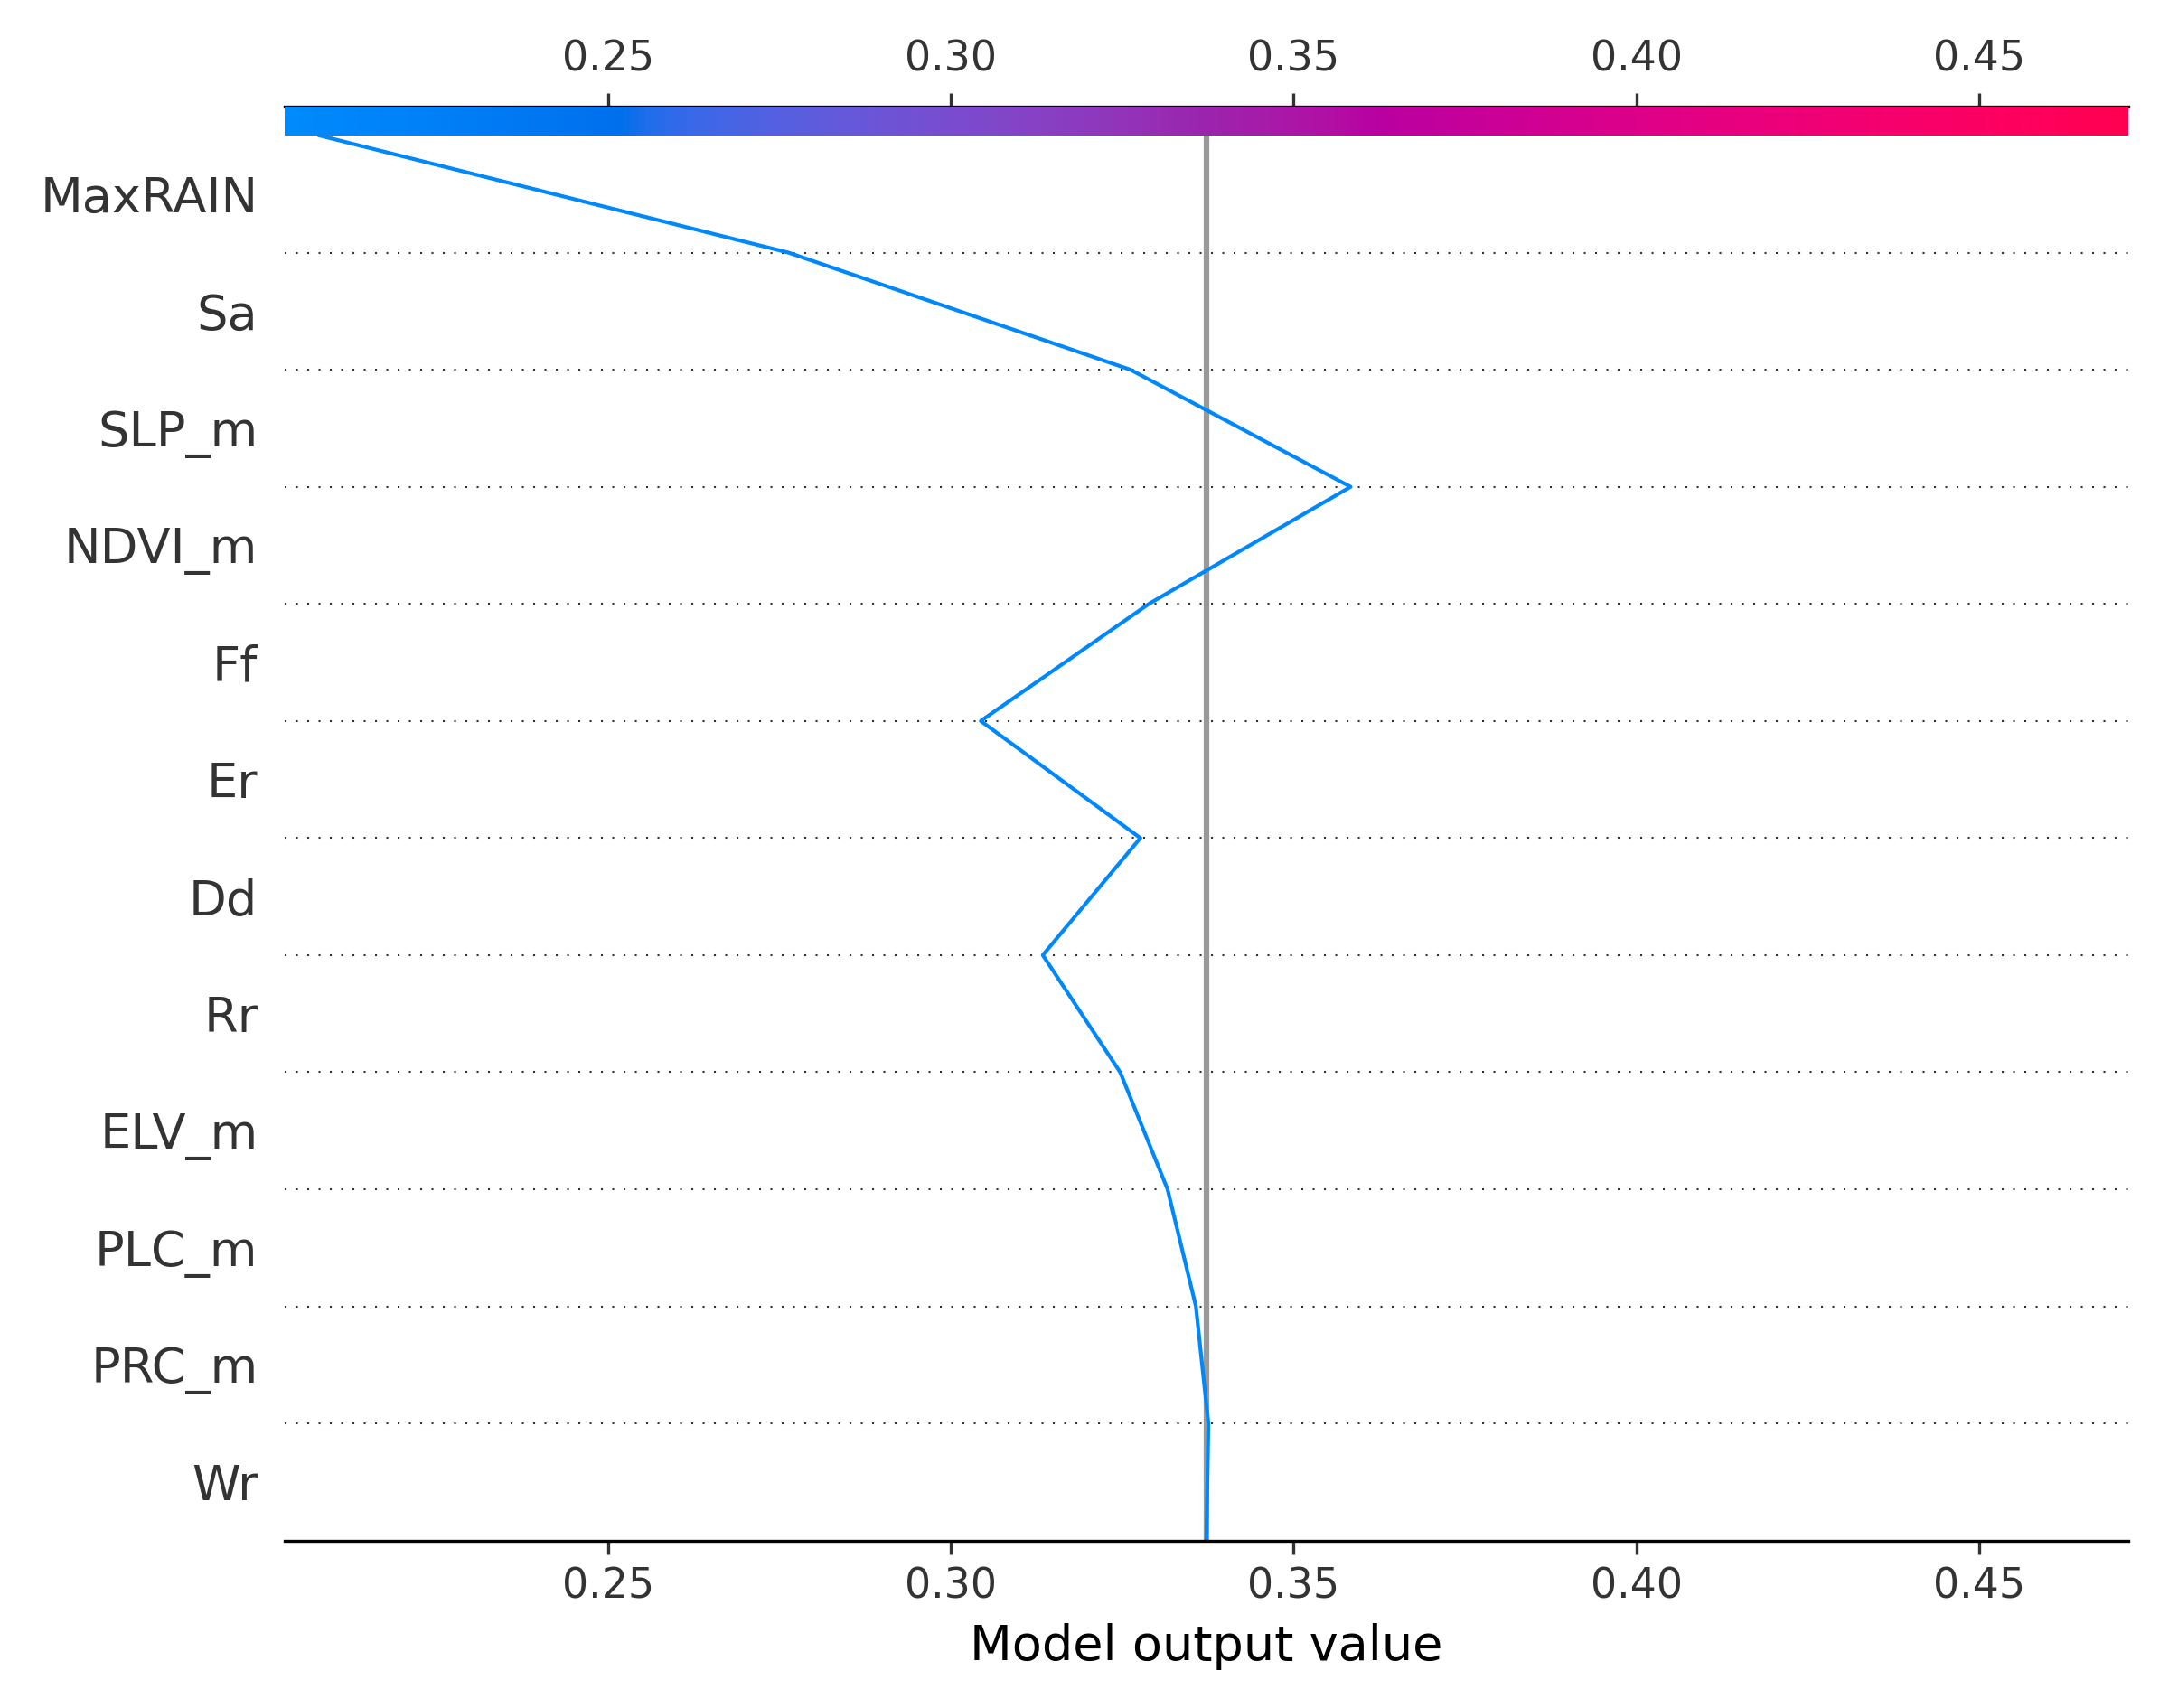 0.25 0.30 0.35 0.40 0.45
MaxRAIN
Sa
SLP_m
NDVI_m
Ff
Er
Dd
Rr
ELV_m
PLC_m
PRC_m
Wr
0.25 0.30 0.35 0.40 0.45
Model output value